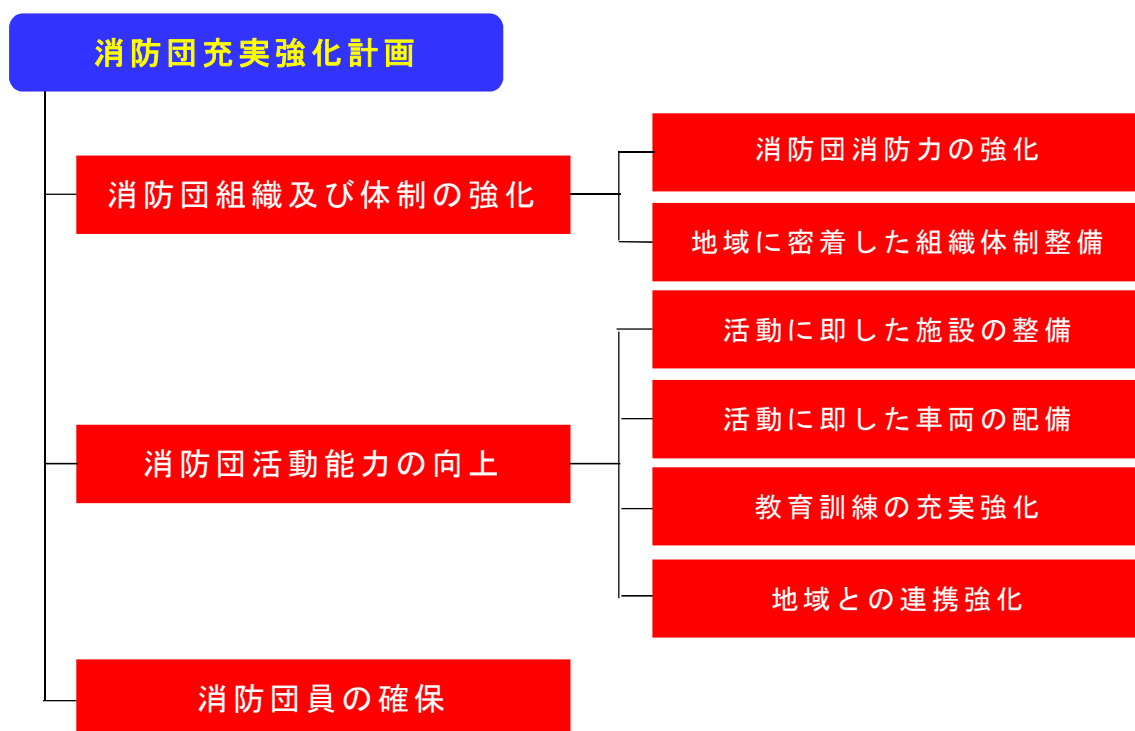 消防団充実強化計画
消防団組織及び体制の強化
消防団消防力の強化
地域に密着した組織体制整備
消防団活動能力の向上
活動に即した施設の整備
活動に即した車両の配備
教育訓練の充実強化
地域との連携強化
消防団員の確保